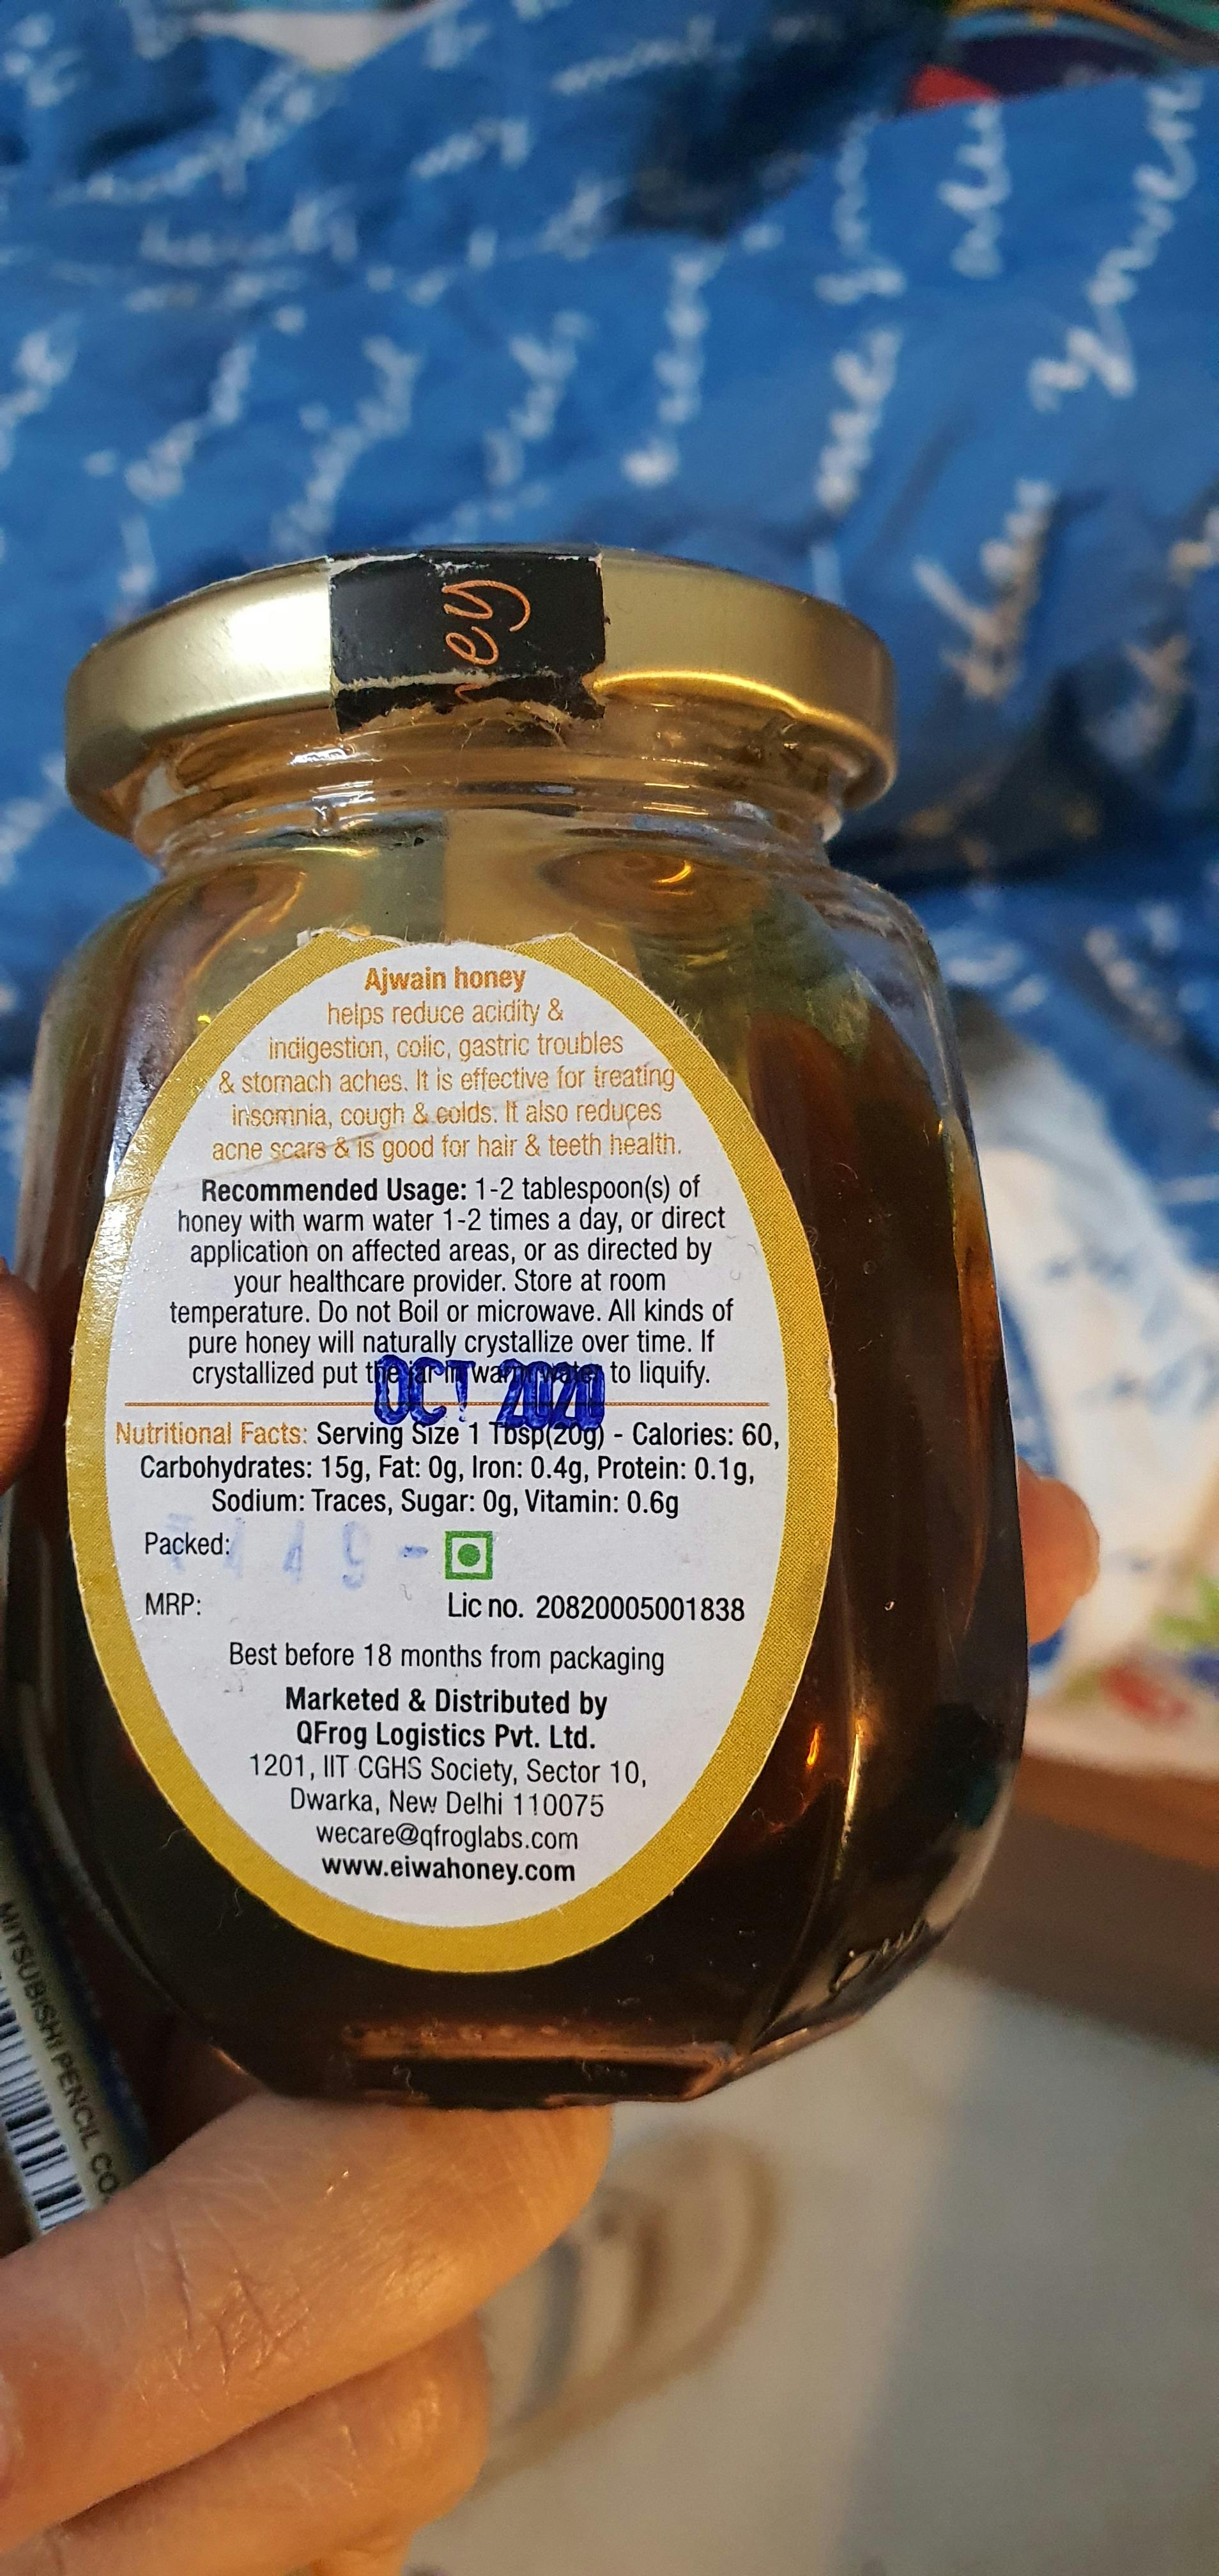 ney
Ajwain honey
helps reduce acidity &
indigestion, colic, gastric troubles
& stomach aches. It is effective for treating
insomnia, cough & colds. It also reduces
acne scars & is good for hair & teeth health.
Recommended Usage: 1-2 tablespoon(s) of
honey with warm water 1-2 times a day, or direct
application on affected areas, or as directed by
your healthcare provider. Store at room
temperature. Do not Boil or microwave. All kinds of
pure honey will naturally crystallize over time. If
crystallized put the jar in warm water to liquify.
OCT 2020
Nutritional Facts: Serving Size 1 Tbsp(20g) - Calories: 60,
Carbohydrates: 15g, Fat: 0g, Iron: 0.4g, Protein: 0.1g,
Sodium: Traces, Sugar: 0g, Vitamin: 0.6g
Packed:
MRP:
Lic no. 20820005001838
Best before 18 months from packaging
Marketed & Distributed by
QFrog Logistics Pvt. Ltd.
1201, IIT CGHS Society, Sector 10,
Dwarka, New Delhi 110075
wecare@qfroglabs.com
www.eiwahoney.com
MITSUBISHI PENCIL CO